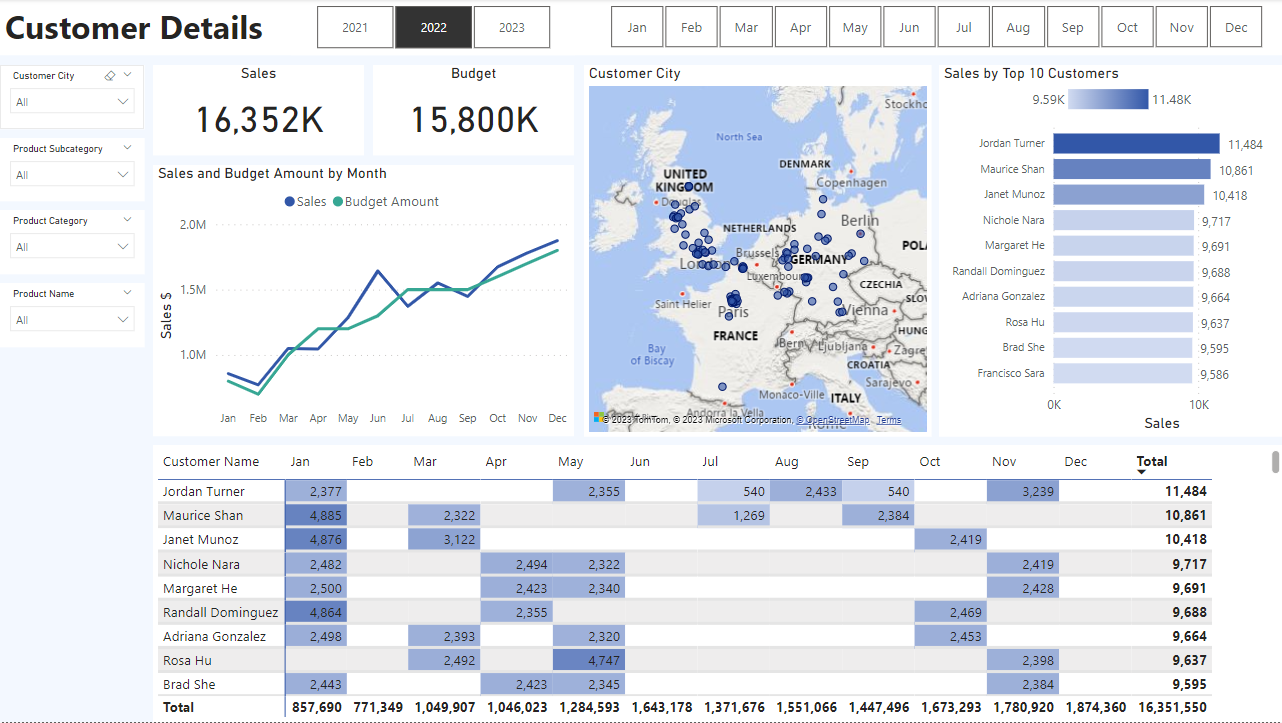 Customer Details
2021 2022 2023
Jan Feb Mar Apr May Jun Jul Aug Sep Oct Nov Dec
Customer City
All
Product Subcategory
All
Product Category
All
Product Name
All
Sales
16,352K
Budget
15,800K
Sales and Budget Amount by Month
Sales Budget Amount
2.0M
1.5M
1.0M
Sales $
Jan Feb Mar Apr May Jun Jul Aug Sep Oct Nov Dec
Customer City
Stockho
North Sea
DENMARK
UNITED
KINGDOM
Copenhagen
Douglas
Berlin
NETHERLANDS
POL
Brussels
London
GERMANY
Luxembourg
CZECHIA
SLOV
Saint Helier
Paris
Vienna
FRANCE
HUNG
Bern
Ljubljana
Zagre
Bay
of Biscay
CROATIA
Sarajevo
Monaco-Ville
ITALY
Andorra la Vella
Rome
© 2023 TomTom, © 2023 Microsoft Corporation, © OpenStreetMap Terms
Sales by Top 10 Customers
9.59K 11.48K
Jordan Turner 11,484
Maurice Shan 10,861
Janet Munoz 10,418
Nichole Nara 9,717
Margaret He 9,691
Randall Dominguez 9,688
Adriana Gonzalez 9,664
Rosa Hu 9,637
Brad She 9,595
Francisco Sara 9,586
0K 10K
Sales
Customer Name Jan Feb Mar Apr May Jun Jul Aug Sep Oct Nov Dec Total
Jordan Turner 2,377 2,355 540 2,433 540 3,239 11,484
Maurice Shan 4,885 2,322 1,269 2,384 10,861
Janet Munoz 4,876 3,122 2,419 10,418
Nichole Nara 2,482 2,494 2,322 2,419 9,717
Margaret He 2,500 2,423 2,340 2,428 9,691
Randall Dominguez 4,864 2,355 2,469 9,688
Adriana Gonzalez 2,498 2,393 2,320 2,453 9,664
Rosa Hu 2,492 4,747 2,398 9,637
Brad She 2,443 2,423 2,345 2,384 9,595
Total 857,690 771,349 1,049,907 1,046,023 1,284,593 1,643,178 1,371,676 1,551,066 1,447,496 1,673,293 1,780,920 1,874,360 16,351,550